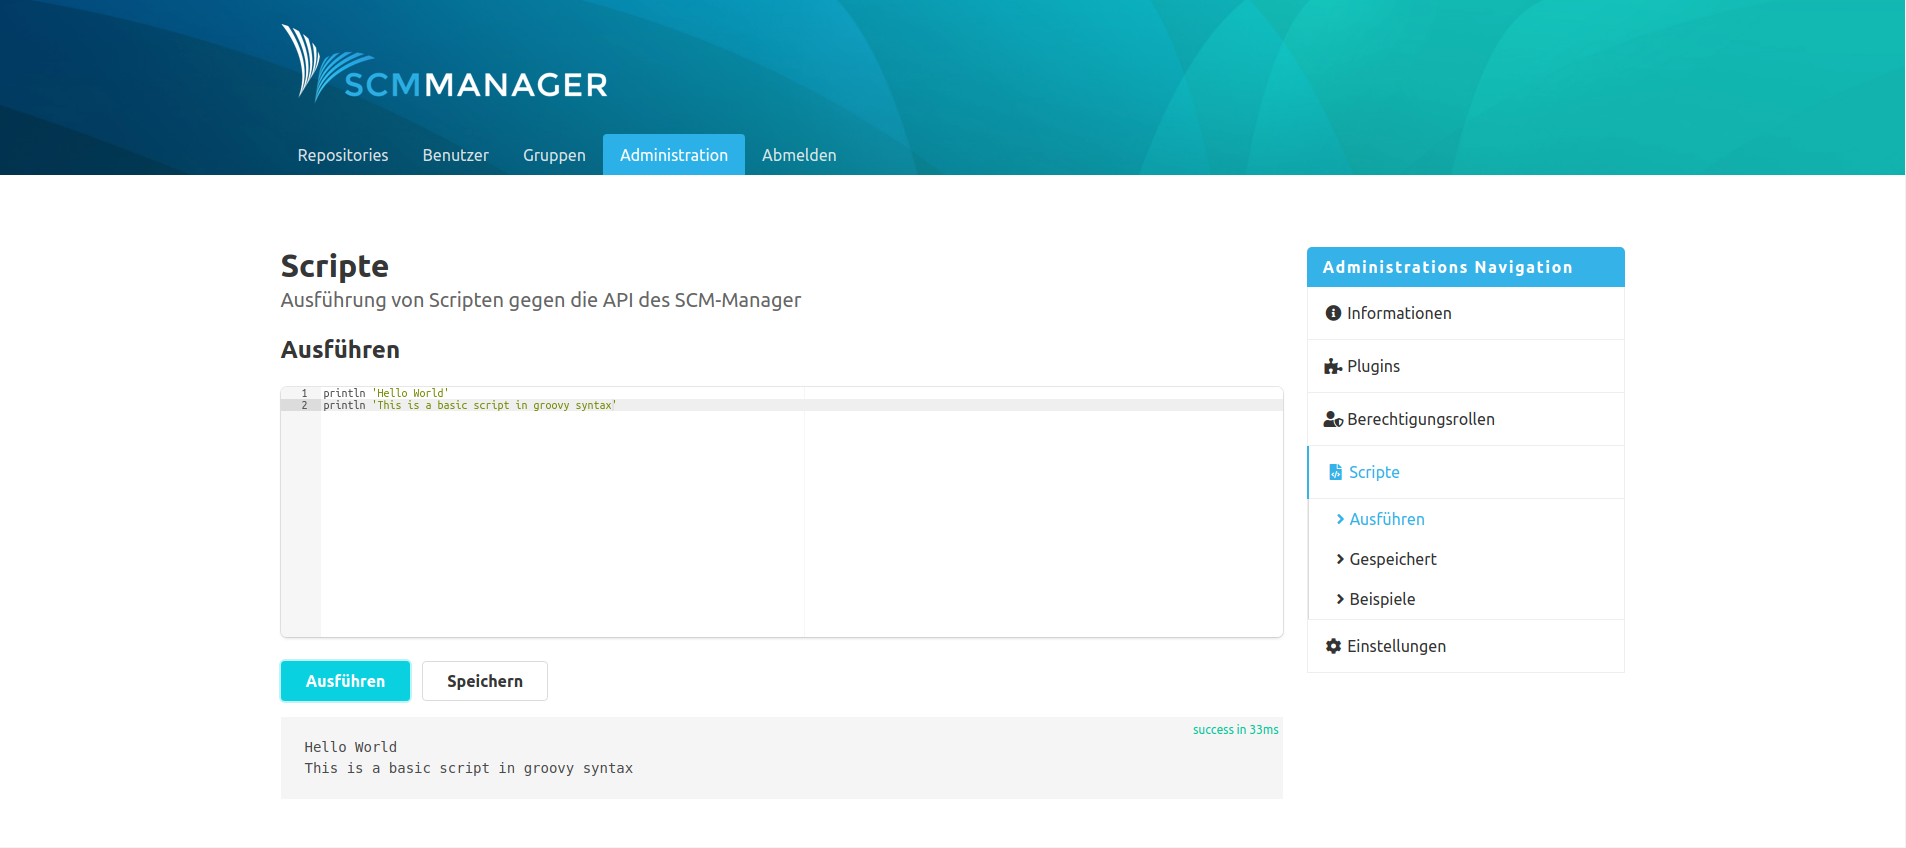 SCMMANAGER
Repositories Benutzer Gruppen Administration Abmelden
Scripte
Ausführung von Scripten gegen die API des SCM-Manager
Ausführen
1 println 'Hello World'
2 println 'This is a basic script in groovy syntax'
Ausführen Speichern
success in 33ms
Hello World
This is a basic script in groovy syntax
Administrations Navigation
Informationen
Plugins
Berechtigungsrollen
Scripte
Ausführen
Gespeichert
Beispiele
Einstellungen